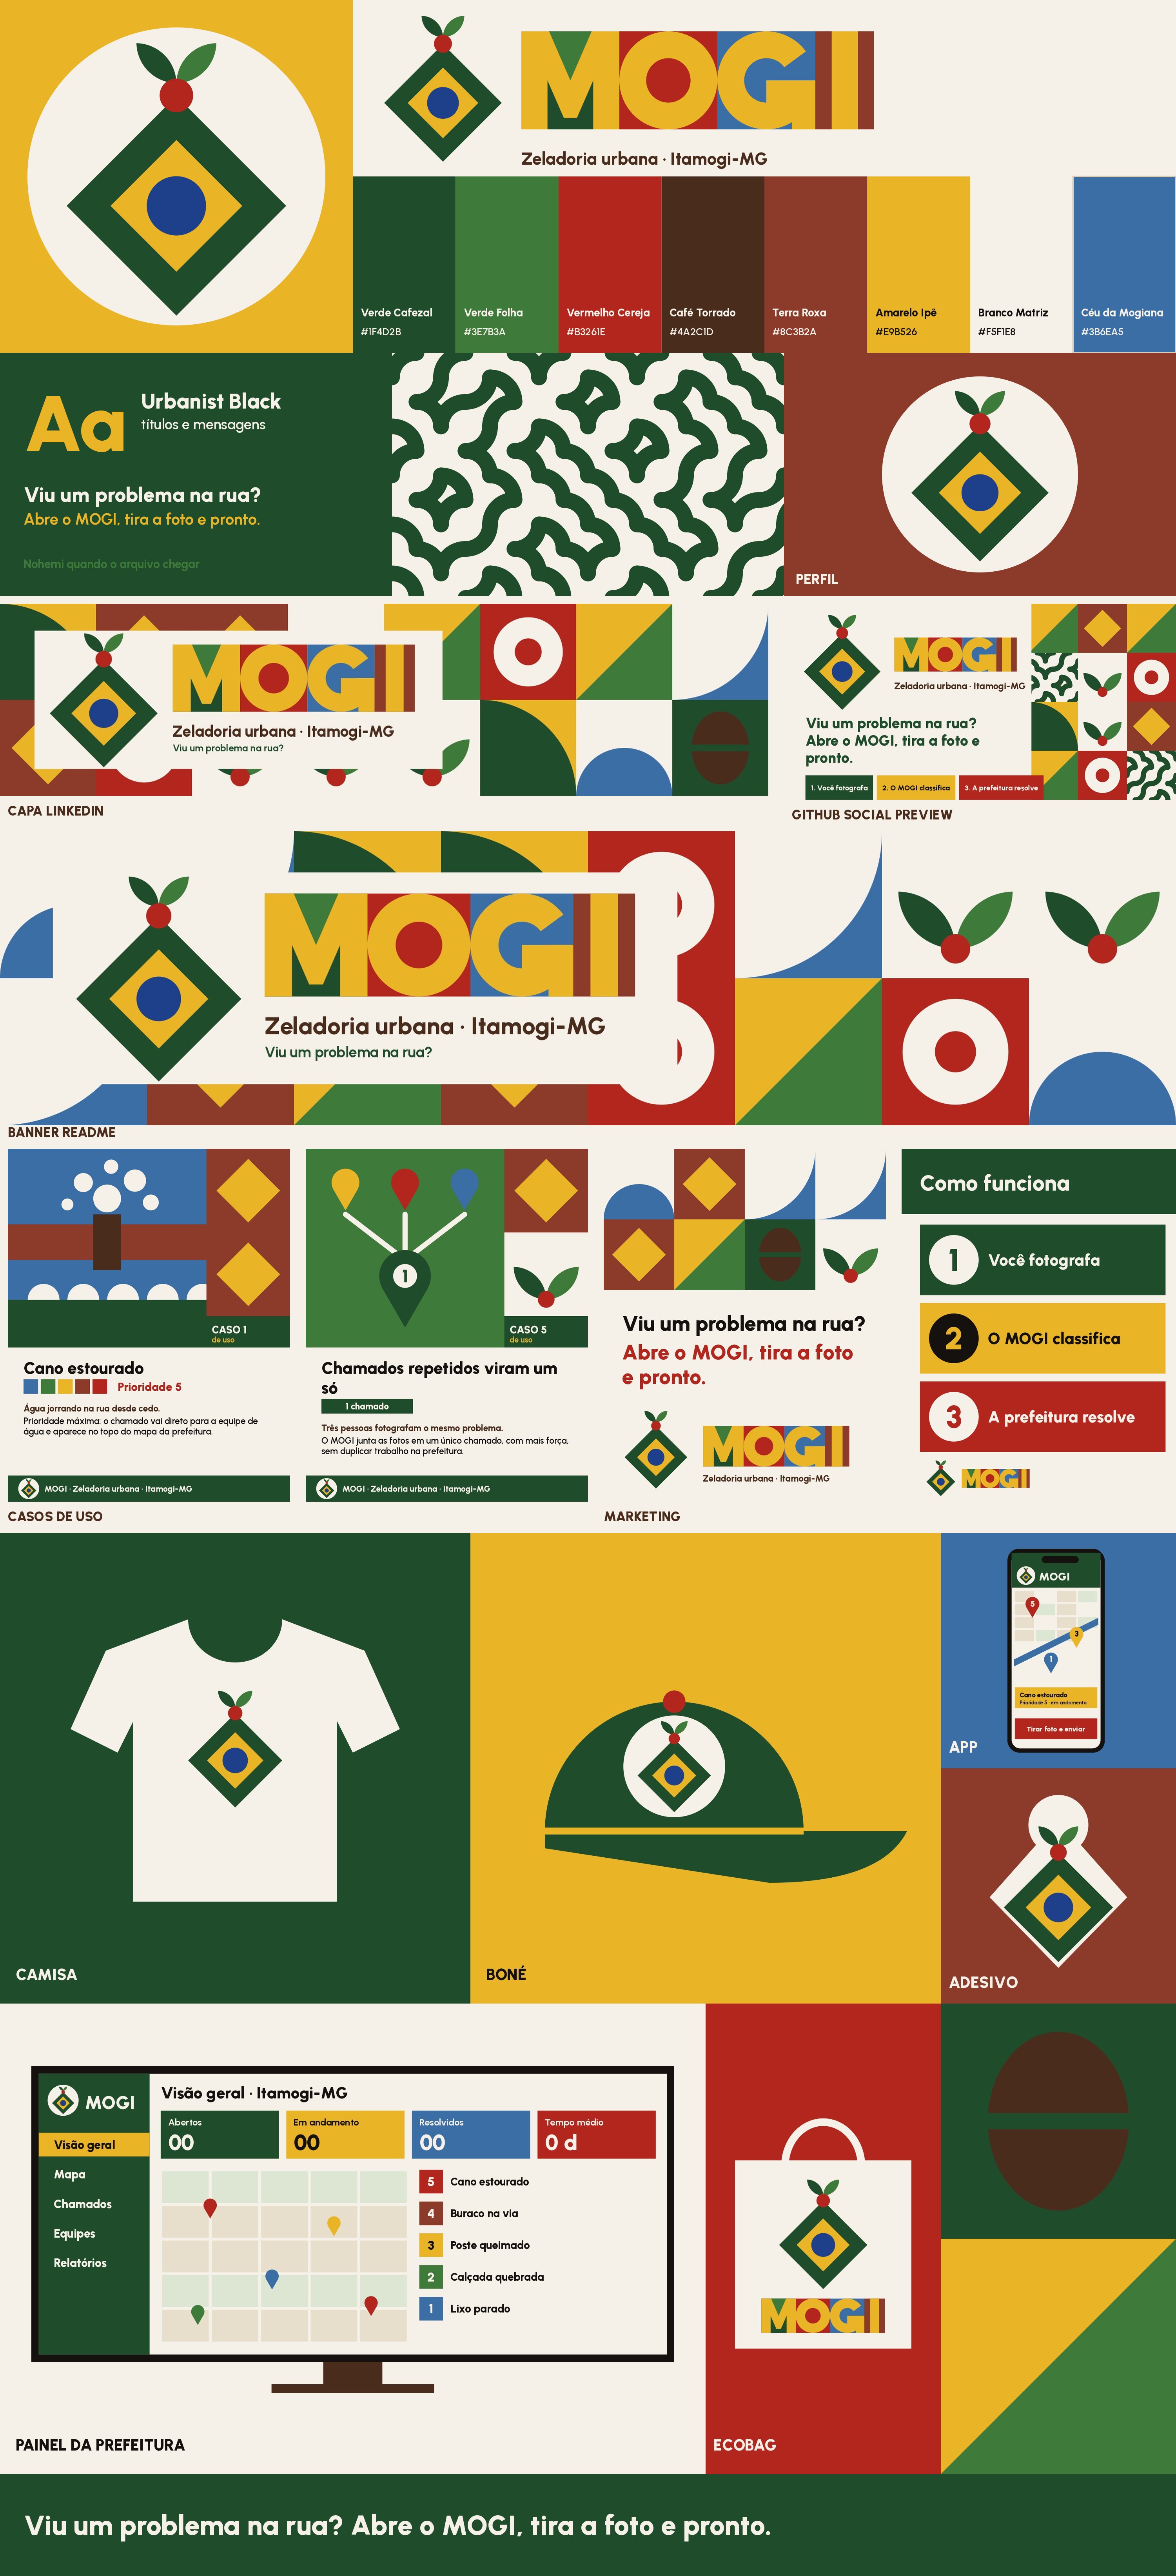 MOGI
Zeladoria urbana · Itamogi-MG
Verde Cafezal
#1F4D2B
Verde Folha
#3E7B3A
Vermelho Cereja
#B3261E
Café Torrado
#4A2C1D
Terra Roxa
#8C3B2A
Amarelo Ipê
#E9B526
Branco Matriz
#F5F1E8
Céu da Mogiana
#3B6EA5
Aa
Urbanist Black
títulos e mensagens
Viu um problema na rua?
Abre o MOGI, tira a foto e pronto.
Nohemi quando o arquivo chegar
PERFIL
MOGI
Zeladoria urbana · Itamogi-MG
Viu um problema na rua?
CAPA LINKEDIN
MOGI
Zeladoria urbana · Itamogi-MG
Viu um problema na rua?
Abre o MOGI, tira a foto e
pronto.
1. Você fotografa
2. O MOGI classifica
3. A prefeitura resolve
GITHUB SOCIAL PREVIEW
MOGI
Zeladoria urbana · Itamogi-MG
Viu um problema na rua?
BANNER README
CASO 1
de uso
Cano estourado
Prioridade 5
Água jorrando na rua desde cedo.
Prioridade máxima: o chamado vai direto para a equipe de
água e aparece no topo do mapa da prefeitura.
MOGI · Zeladoria urbana · Itamogi-MG
1
CASO 5
de uso
Chamados repetidos viram um
só
1 chamado
Três pessoas fotografam o mesmo problema.
O MOGI junta as fotos em um único chamado, com mais força,
sem duplicar trabalho na prefeitura.
MOGI · Zeladoria urbana · Itamogi-MG
CASOS DE USO
Viu um problema na rua?
Abre o MOGI, tira a foto
e pronto.
MOGI
Zeladoria urbana · Itamogi-MG
MARKETING
Como funciona
1
Você fotografa
2
O MOGI classifica
3
A prefeitura resolve
MOGI
CAMISA
BONÉ
MOGI
5
3
1
Cano estourado
Prioridade 5 · em andamento
Tirar foto e enviar
APP
ADESIVO
MOGI
Visão geral
Mapa
Chamados
Equipes
Relatórios
Visão geral · Itamogi-MG
Abertos
00
Em andamento
00
Resolvidos
00
Tempo médio
0 d
5 Cano estourado
4 Buraco na via
3 Poste queimado
2 Calçada quebrada
1 Lixo parado
PAINEL DA PREFEITURA
MOGI
ECOBAG
Viu um problema na rua? Abre o MOGI, tira a foto e pronto.